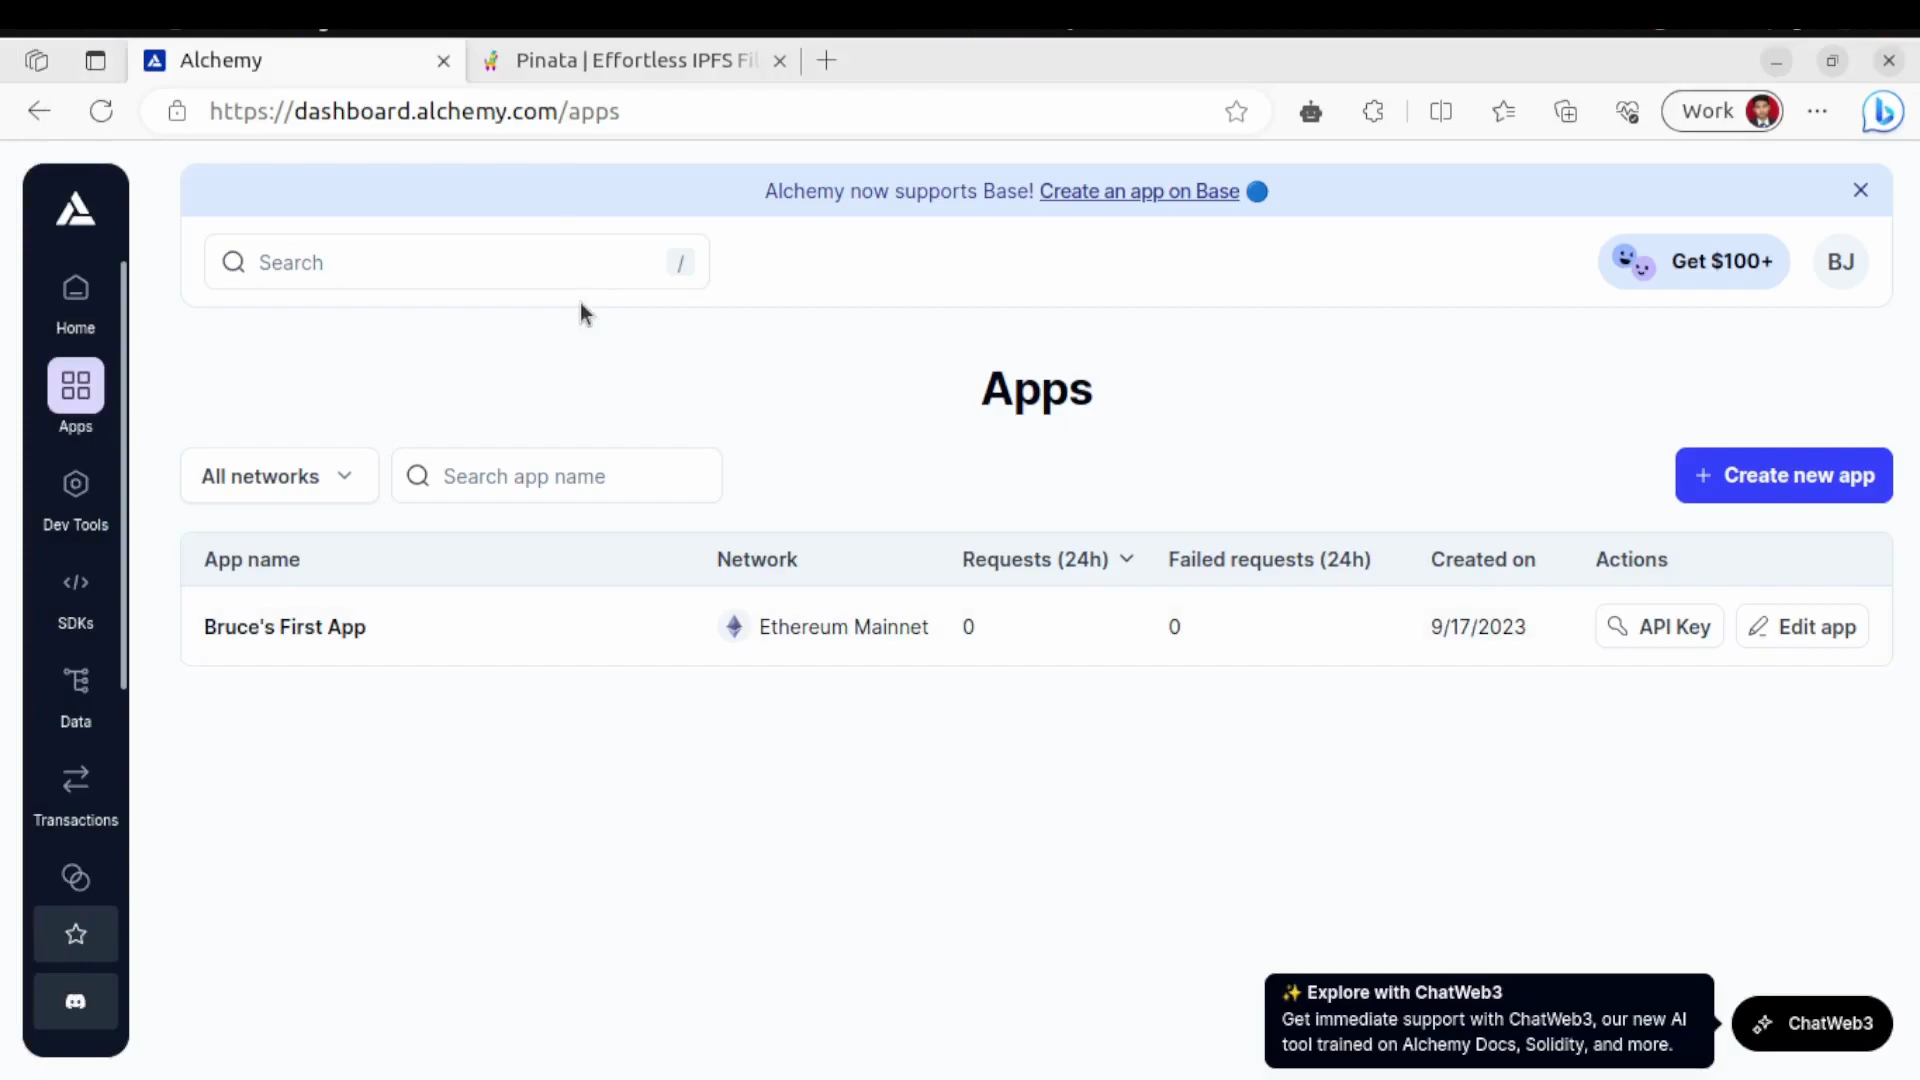 Alchemy
Pinata | Effortless IPFS Fil
https://dashboard.alchemy.com/apps
Work
Alchemy now supports Base! Create an app on Base
Search
/
Get $100+
BJ
Home
Apps
Dev Tools
SDKs
Data
Transactions
Apps
All networks
Search app name
+ Create new app
App name
Network
Requests (24h)
Failed requests (24h)
Created on
Actions
Bruce's First App
Ethereum Mainnet
0
0
9/17/2023
API Key
Edit app
Explore with ChatWeb3
Get immediate support with ChatWeb3, our new AI
tool trained on Alchemy Docs, Solidity, and more.
ChatWeb3